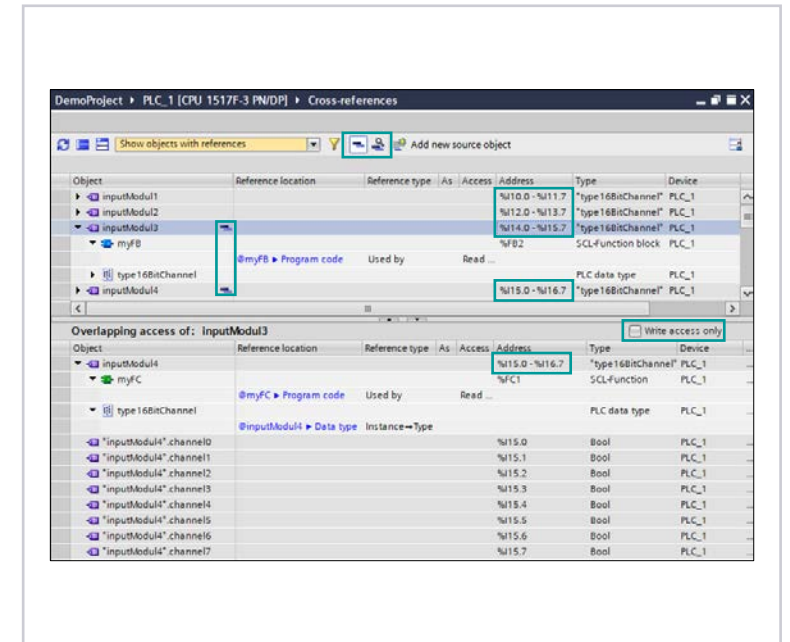 DemoProject ▸ PLC_1 [CPU 1517F-3 PN/DP] ▸ Cross-references
Show objects with references Add new source object
Object Reference location Reference type As Access Address Type Device
inputModul1 %I10.0 - %I11.7 "type16BitChannel" PLC_1
inputModul2 %I12.0 - %I13.7 "type16BitChannel" PLC_1
inputModul3 %I14.0 - %I15.7 "type16BitChannel" PLC_1
myFB %FB2 SCL-Function block PLC_1
@myFB ▸ Program code Used by Read ...
type16BitChannel PLC data type PLC_1
inputModul4 %I15.0 - %I16.7 "type16BitChannel" PLC_1
Overlapping access of: inputModul3 Write access only
Object Reference location Reference type As Access Address Type Device ...
inputModul4 %I15.0 - %I16.7 "type16BitChannel" PLC_1 ...
myFC %FC1 SCL-Function PLC_1 ...
@myFC ▸ Program code Used by Read ...
type16BitChannel PLC data type PLC_1 ...
@inputModul4 ▸ Data type Instance→Type
"inputModul4".channel0 %I15.0 Bool PLC_1 ...
"inputModul4".channel1 %I15.1 Bool PLC_1 ...
"inputModul4".channel2 %I15.2 Bool PLC_1 ...
"inputModul4".channel3 %I15.3 Bool PLC_1 ...
"inputModul4".channel4 %I15.4 Bool PLC_1 ...
"inputModul4".channel5 %I15.5 Bool PLC_1 ...
"inputModul4".channel6 %I15.6 Bool PLC_1 ...
"inputModul4".channel7 %I15.7 Bool PLC_1 ...